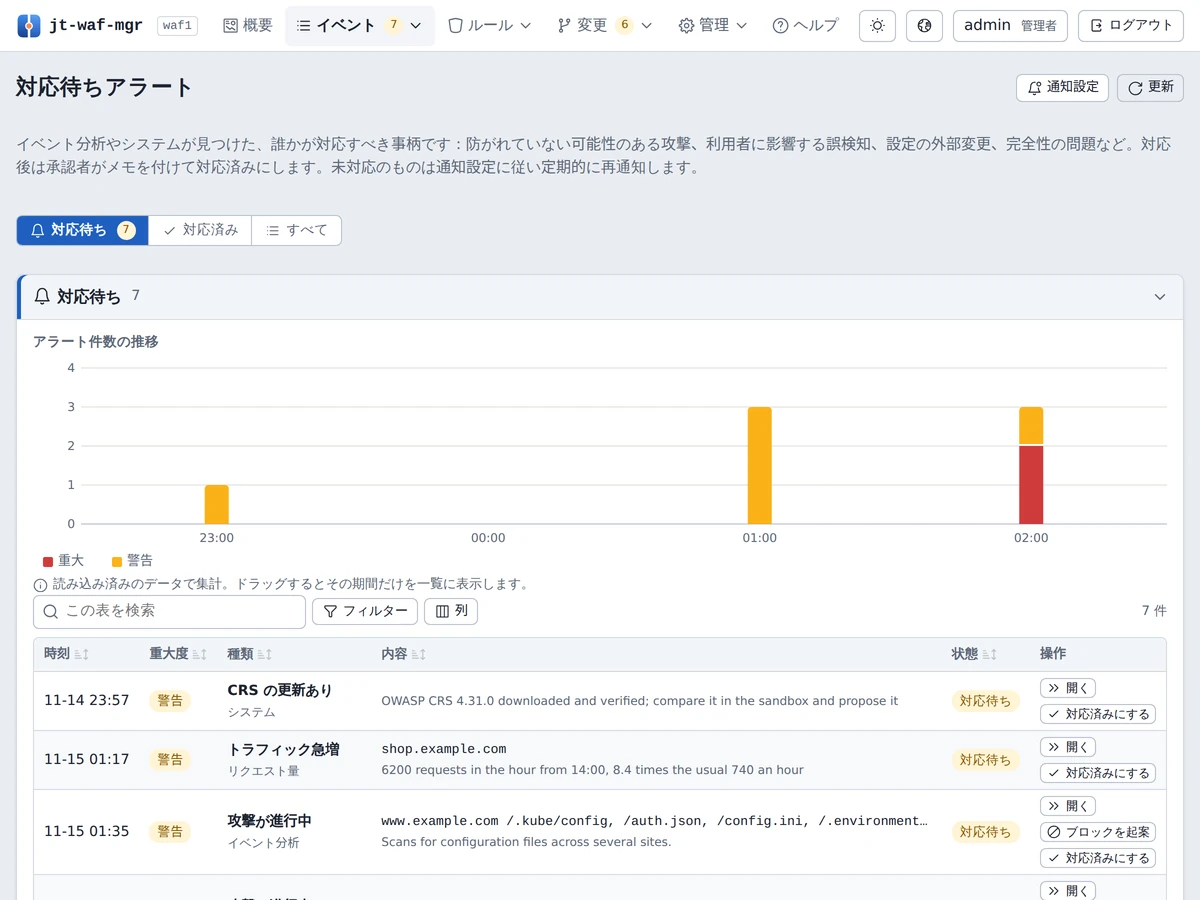 jt-waf-mgr waf1 概要 イベント 7 ルール 変更 6 管理 ヘルプ admin 管理者 ログアウト
対応待ちアラート
通知設定 更新
イベント分析やシステムが見つけた、誰かが対応すべき事柄です：防がれていない可能性のある攻撃、利用者に影響する誤検知、設定の外部変更、完全性の問題など。対応
後は承認者がメモを付けて対応済みにします。未対応のものは通知設定に従い定期的に再通知します。
対応待ち 7 対応済み すべて
対応待ち 7
アラート件数の推移
4
3
2
1
0
23:00 00:00 01:00 02:00
重大 警告
読み込み済みのデータで集計。ドラッグするとその期間だけを一覧に表示します。
この表を検索 フィルター 列 7 件
時刻 重大度 種類 内容 状態 操作
11-14 23:57 警告 CRS の更新あり
システム
OWASP CRS 4.31.0 downloaded and verified; compare it in the sandbox and propose it
対応待ち
開く
対応済みにする
11-15 01:17 警告 トラフィック急増
リクエスト量
shop.example.com
6200 requests in the hour from 14:00, 8.4 times the usual 740 an hour
対応待ち
開く
対応済みにする
11-15 01:35 警告 攻撃が進行中
イベント分析
www.example.com /.kube/config, /auth.json, /config.ini, /.environment…
Scans for configuration files across several sites.
対応待ち
開く
ブロックを起案
対応済みにする
開く